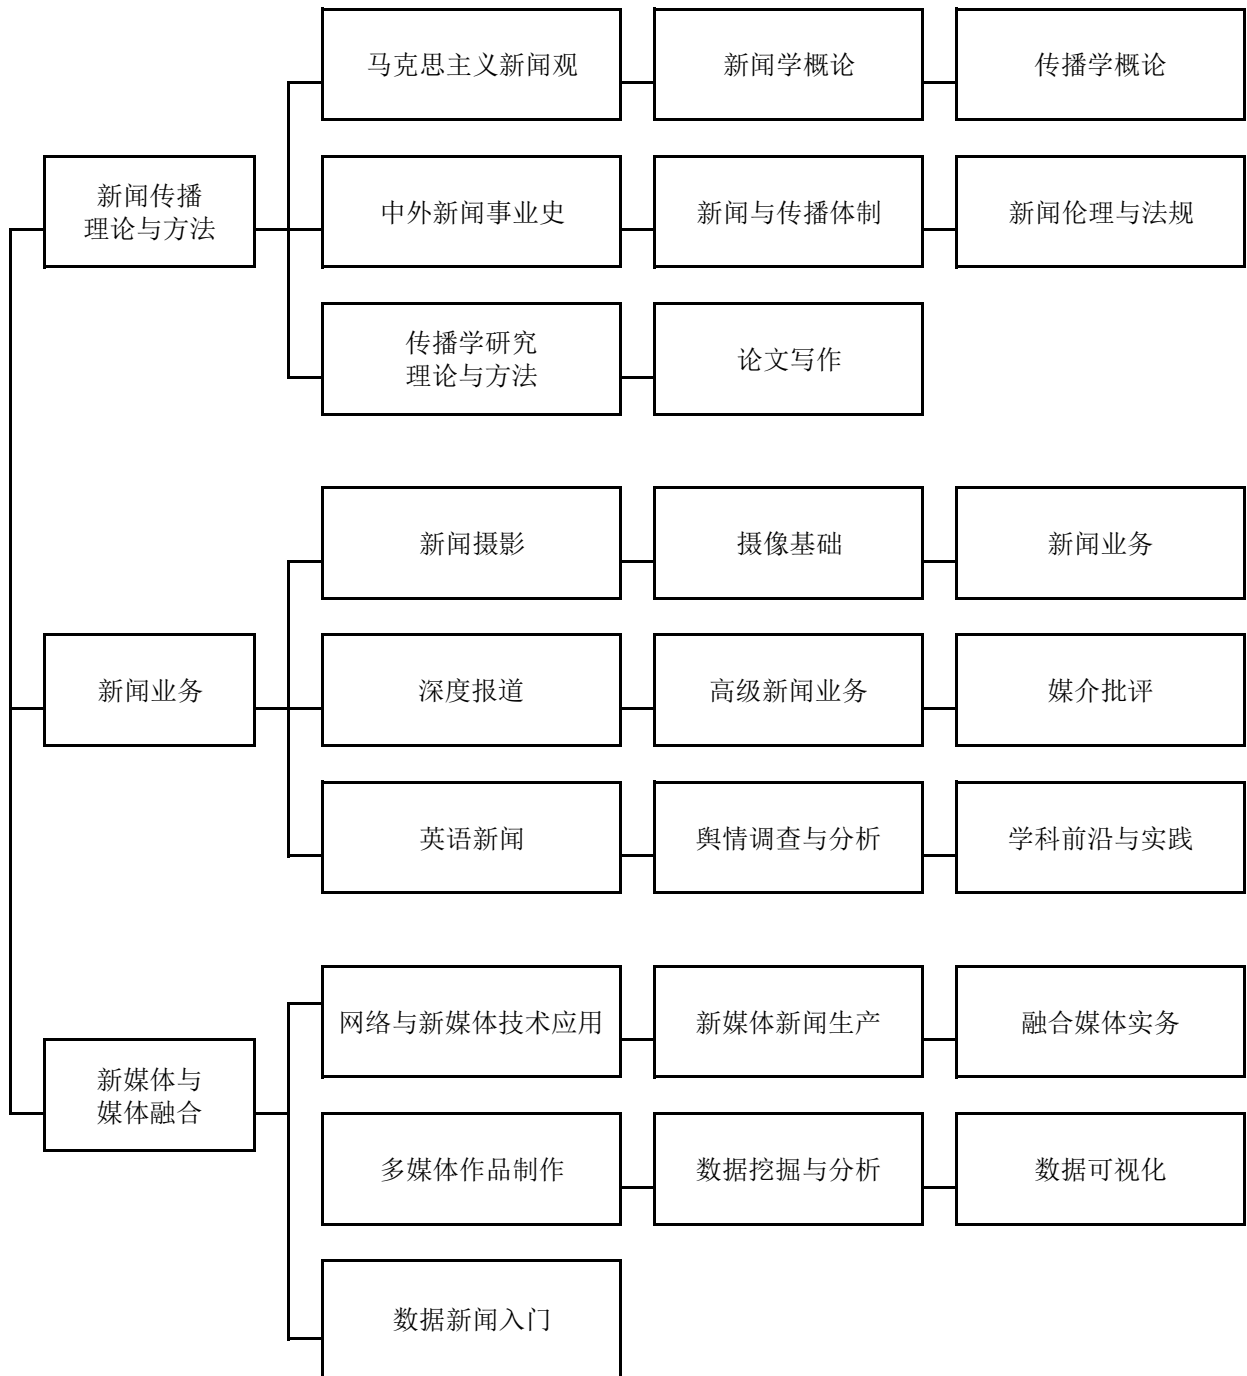 马克思主义新闻观
新闻学概论
传播学概论
新闻传播
理论与方法
中外新闻事业史
新闻与传播体制
新闻伦理与法规
传播学研究
理论与方法
论文写作
新闻摄影
摄像基础
新闻业务
新闻业务
深度报道
高级新闻业务
媒介批评
英语新闻
舆情调查与分析
学科前沿与实践
网络与新媒体技术应用
新媒体新闻生产
融合媒体实务
新媒体与
媒体融合
多媒体作品制作
数据挖掘与分析
数据可视化
数据新闻入门